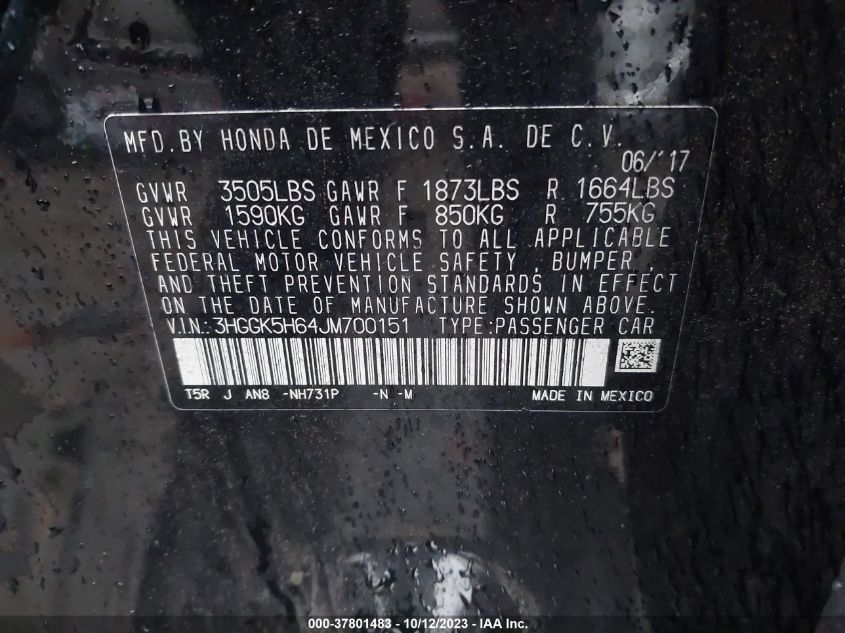 MFD.BY HONDA DE MEXICO S.A. DE C.V.
06/'17
GVWR 3505LBS GAWR F 1873LBS R 1664LBS
GVWR 1590KG GAWR F 850KG R 755KG
THIS VEHICLE CONFORMS TO ALL APPLICABLE
FEDERAL MOTOR VEHICLE SAFETY , BUMPER ,
AND THEFT PREVENTION STANDARDS IN EFFECT
ON THE DATE OF MANUFACTURE SHOWN ABOVE.
V.I.N.:3HGGK5H64JM700151 TYPE:PASSENGER CAR
T5R J AN8 -NH731P -N -M MADE IN MEXICO
000-37801483 - 10/12/2023 - IAA Inc.